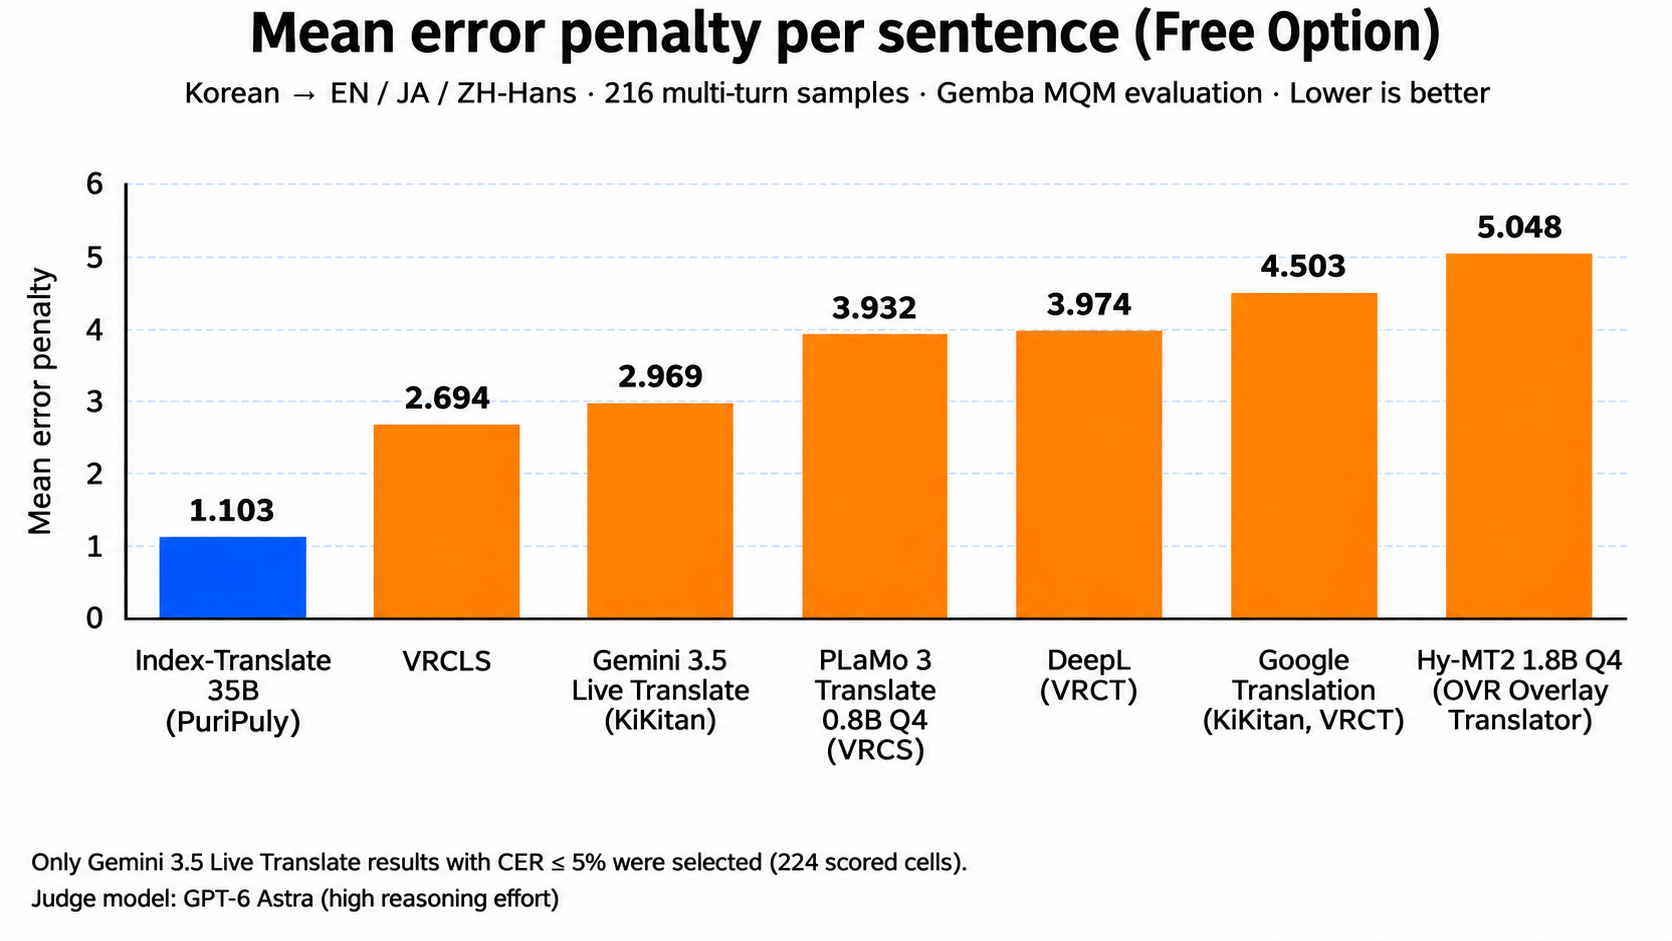 Mean error penalty per sentence (Free Option)
Korean → EN / JA / ZH-Hans · 216 multi-turn samples · Gemba MQM evaluation · Lower is better
Mean error penalty
6
5
4
3
2
1
0
1.103
2.694
2.969
3.932
3.974
4.503
5.048
Index-Translate
35B
(PuriPuly)
VRCLS
Gemini 3.5
Live Translate
(KiKitan)
PLaMo 3
Translate
0.8B Q4
(VRCS)
DeepL
(VRCT)
Google
Translation
(KiKitan, VRCT)
Hy-MT2 1.8B Q4
(OVR Overlay
Translator)
Only Gemini 3.5 Live Translate results with CER ≤ 5% were selected (224 scored cells).
Judge model: GPT-6 Astra (high reasoning effort)